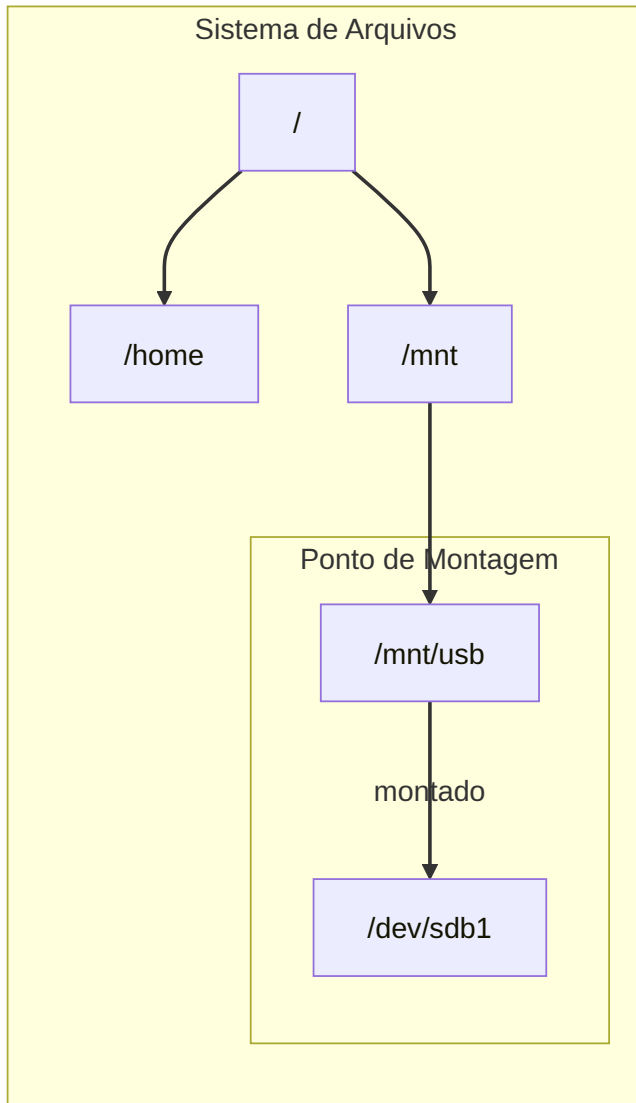 Sistema de Arquivos
/
/home
/mnt
Ponto de Montagem
/mnt/usb
montado
/dev/sdb1